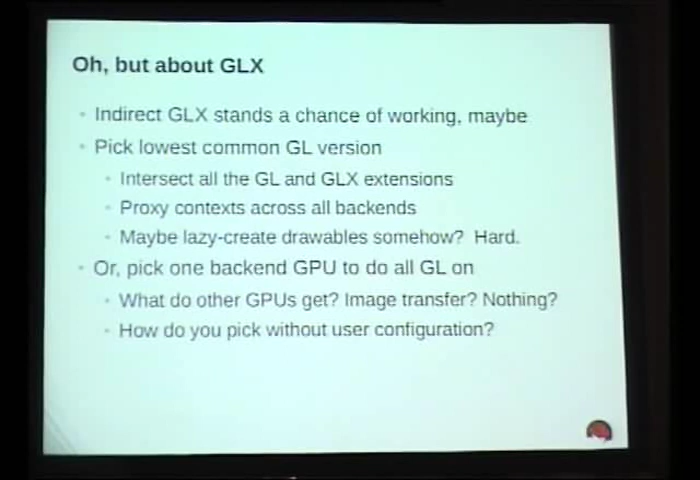 Oh, but about GLX
Indirect GLX stands a chance of working, maybe
Pick lowest common GL version
Intersect all the GL and GLX extensions
Proxy contexts across all backends
Maybe lazy-create drawables somehow? Hard.
Or, pick one backend GPU to do all GL on
What do other GPUs get? Image transfer? Nothing?
How do you pick without user configuration?